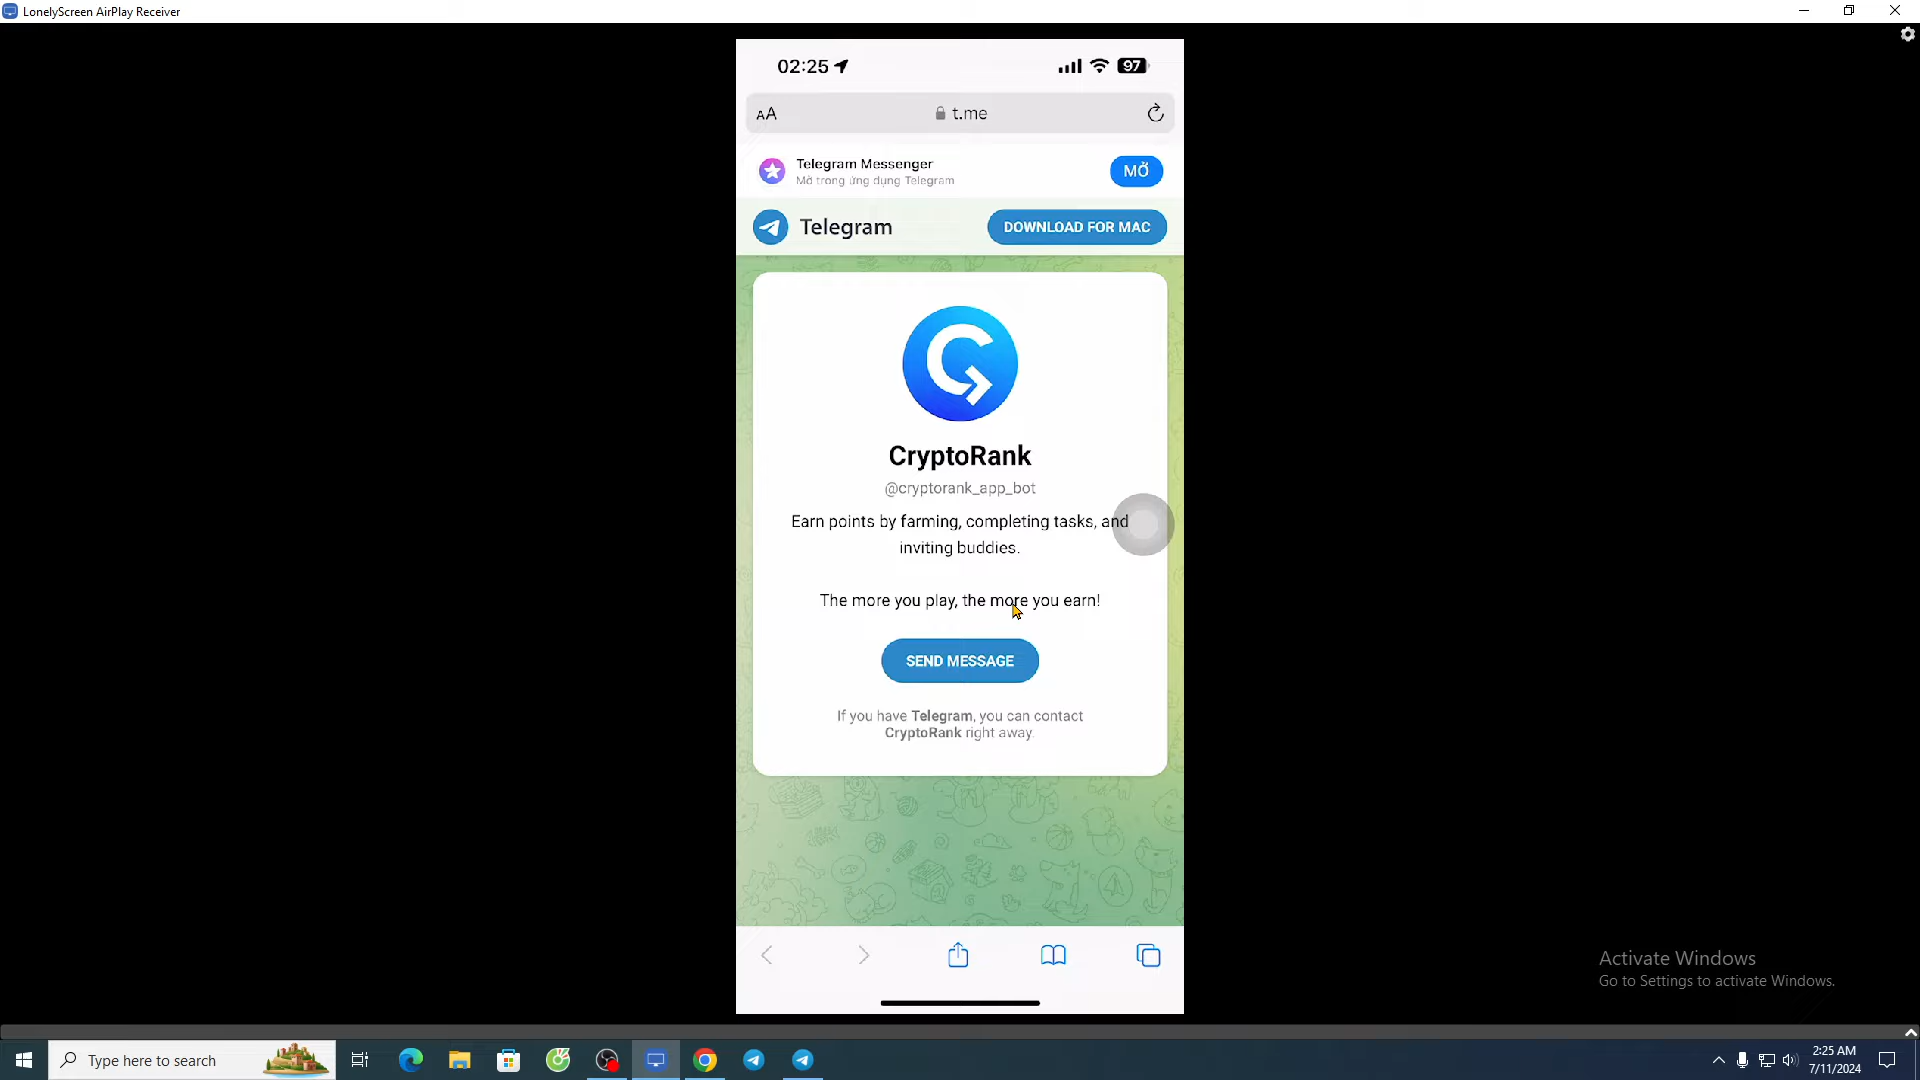 LonelyScreen AirPlay Receiver
02:25
97
AA
t.me
Telegram Messenger
Mở trong ứng dụng Telegram
MỞ
Telegram
DOWNLOAD FOR MAC
CryptoRank
@cryptorank_app_bot
Earn points by farming, completing tasks, and
inviting buddies.
The more you play, the more you earn!
SEND MESSAGE
If you have Telegram, you can contact
CryptoRank right away.
Activate Windows
Go to Settings to activate Windows.
Type here to search
2:25 AM
7/11/2024